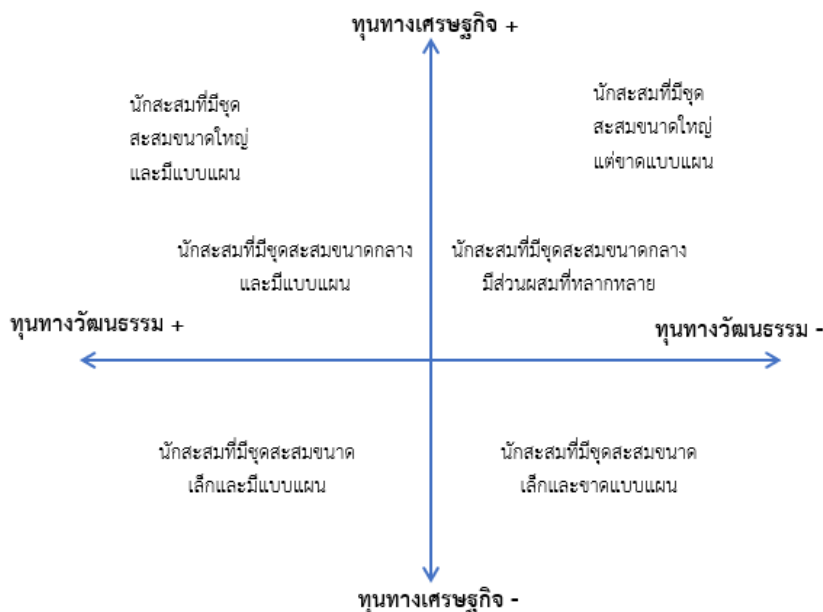 ทุนทางเศรษฐกิจ +
นักสะสมที่มีชุด
สะสมขนาดใหญ่
และมีแบบแผน
นักสะสมที่มีชุด
สะสมขนาดใหญ่
แต่ขาดแบบแผน
นักสะสมที่มีชุดสะสมขนาดกลาง
และมีแบบแผน
นักสะสมที่มีชุดสะสมขนาดกลาง
มีส่วนผสมที่หลากหลาย
ทุนทางวัฒนธรรม +
ทุนทางวัฒนธรรม -
นักสะสมที่มีชุดสะสมขนาด
เล็กและมีแบบแผน
นักสะสมที่มีชุดสะสมขนาด
เล็กและขาดแบบแผน
ทุนทางเศรษฐกิจ -